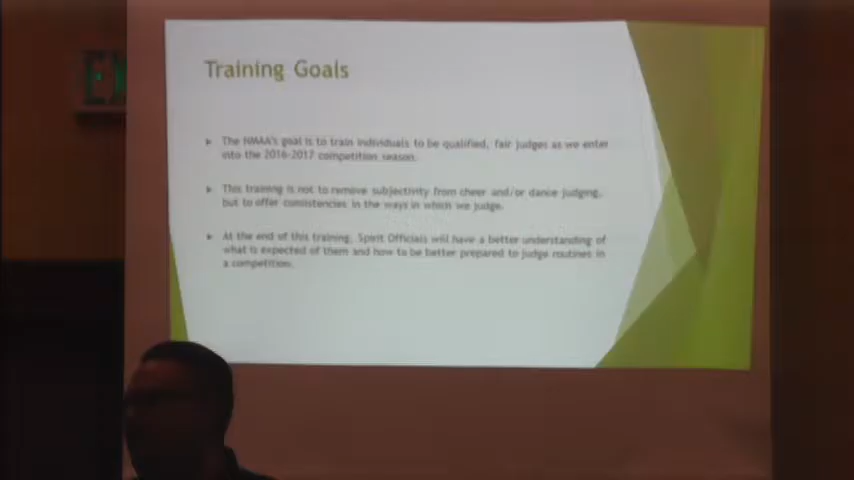 Training Goals
The NMAA's goal is to train individuals to be qualified, fair judges as we enter
into the 2016-2017 competition season.
This training is not to remove subjectivity from cheer and/or dance judging,
but to offer consistencies in the ways in which we judge.
At the end of this training, Spirit Officials will have a better understanding of
what is expected of them and how to be better prepared to judge routines in
a competition.